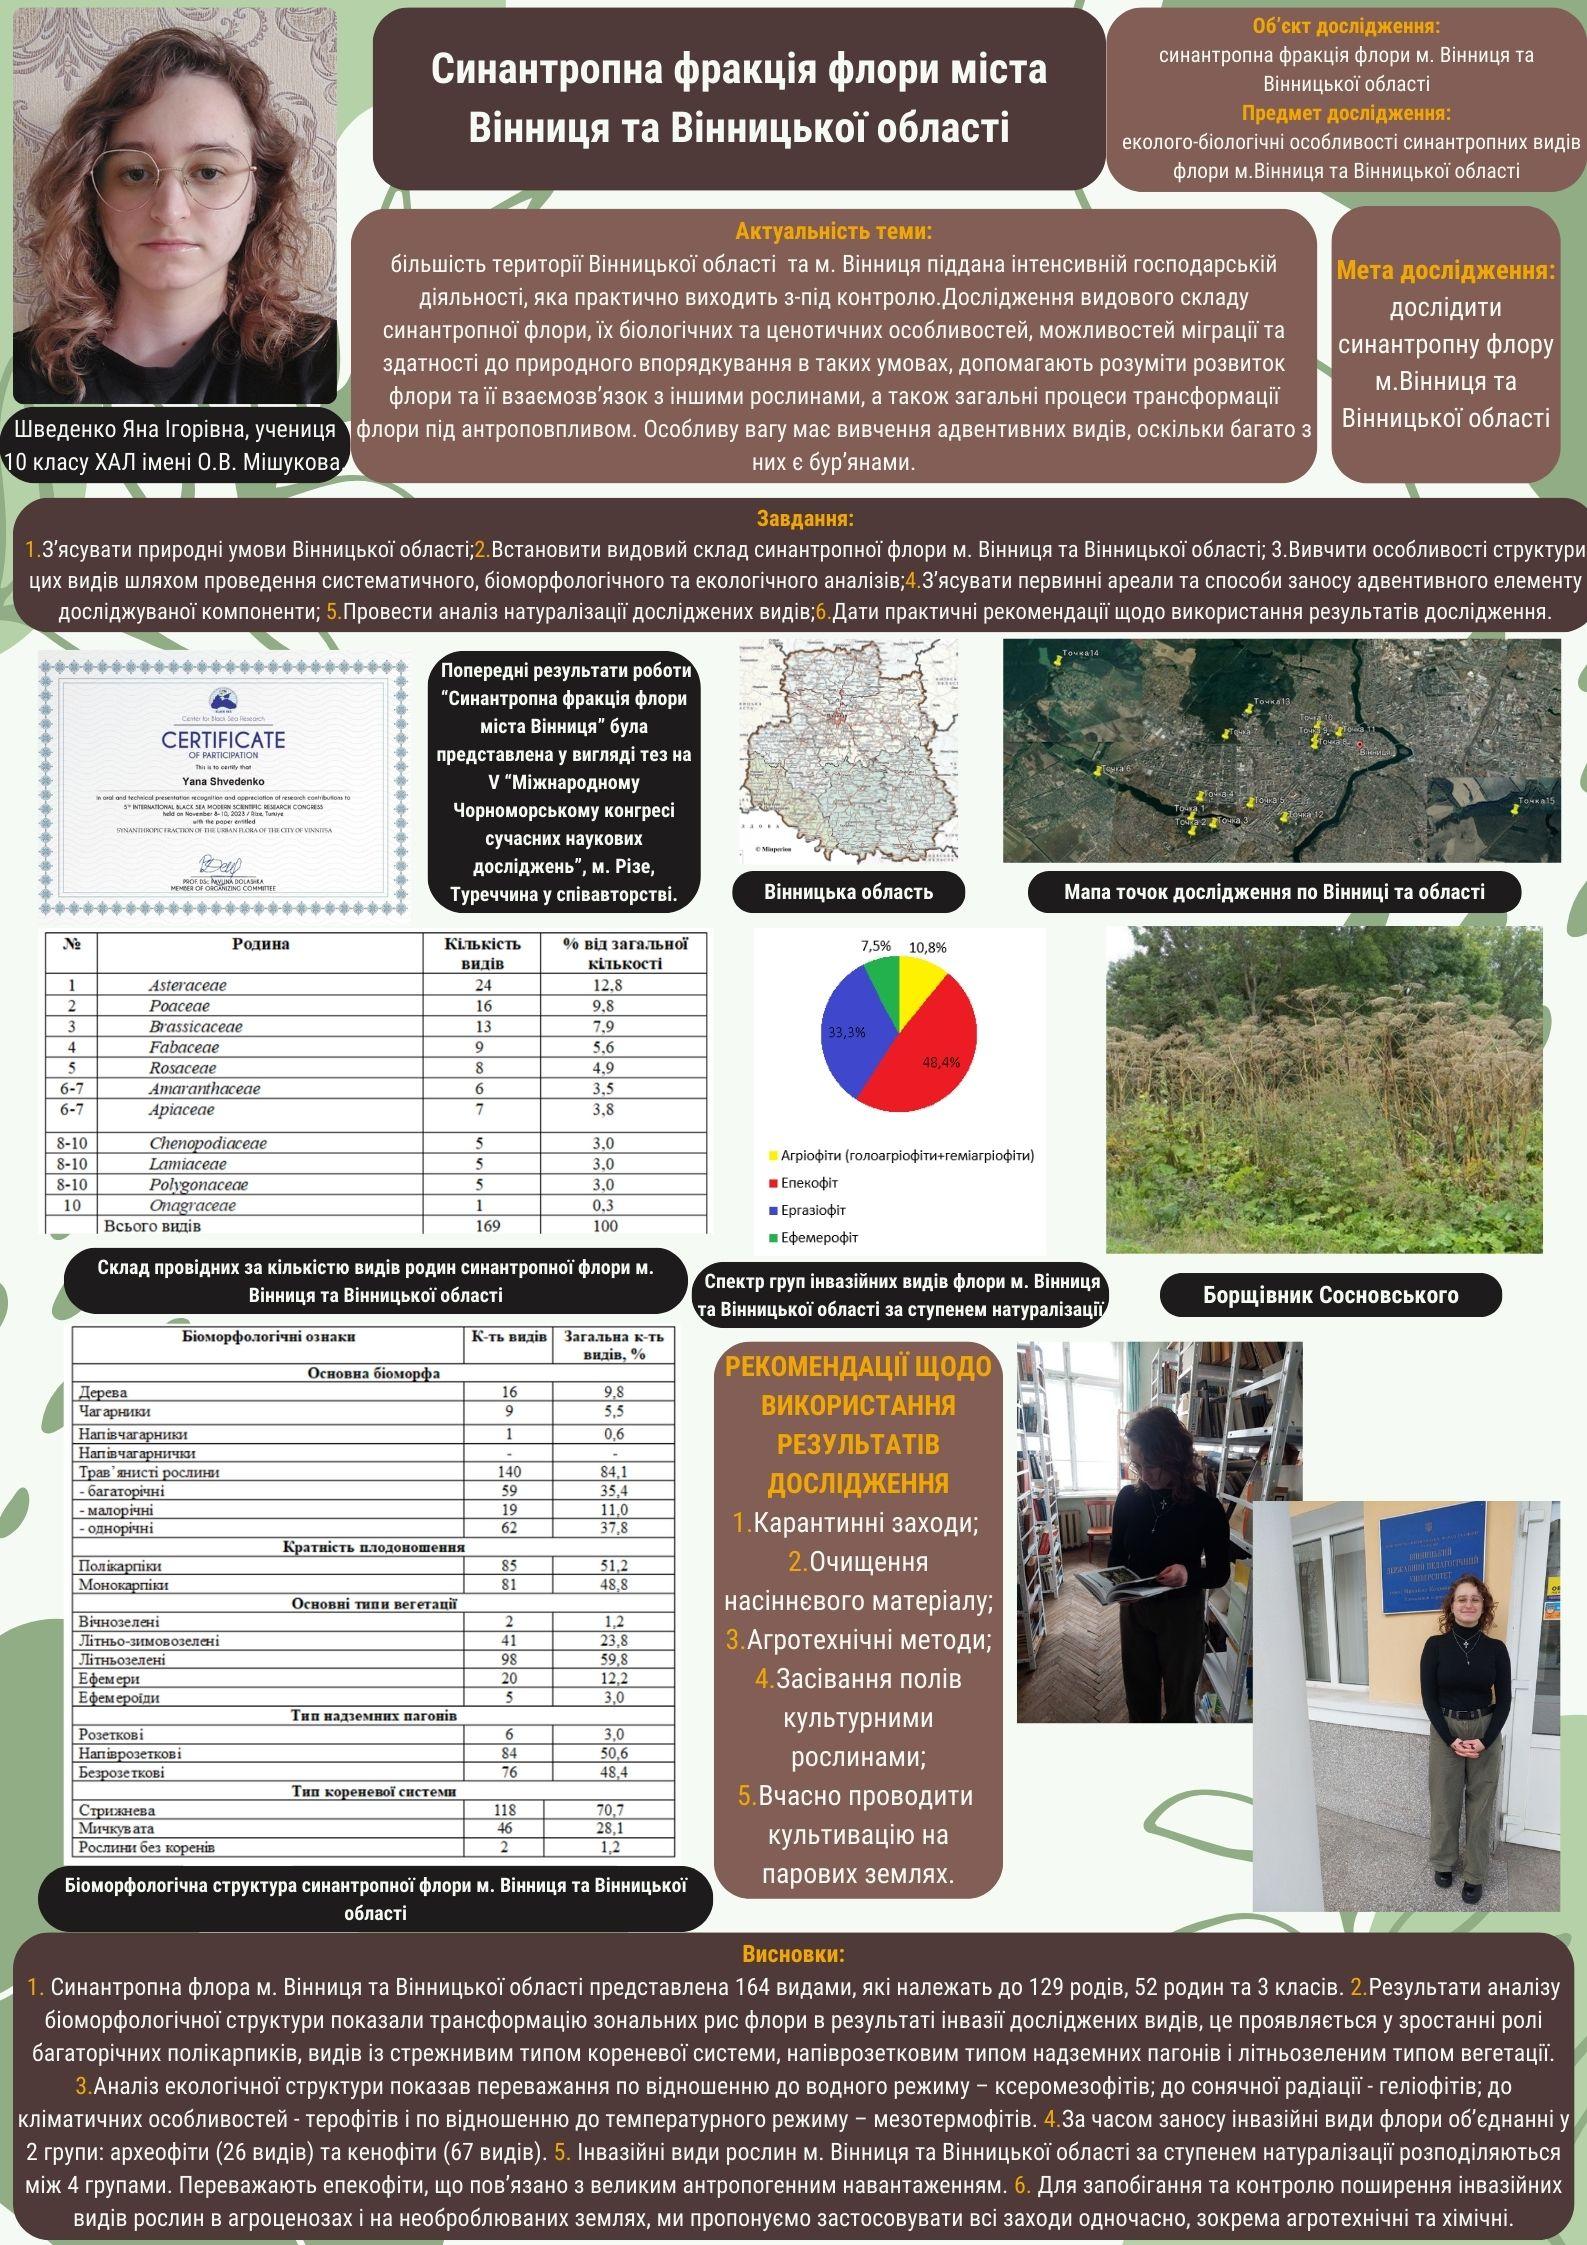 Синантропна фракція флори міста
Вінниця та Вінницької області
Об’єкт дослідження:
синантропна фракція флори м. Вінниця та
Вінницької області
Предмет дослідження:
еколого-біологічні особливості синантропних видів
флори м.Вінниця та Вінницької області
Шведенко Яна Ігорівна, учениця
10 класу ХАЛ імені О.В. Мішукова.
Актуальність теми:
більшість території Вінницької області та м. Вінниця піддана інтенсивній господарській
діяльності, яка практично виходить з-під контролю.Дослідження видового складу
синантропної флори, їх біологічних та ценотичних особливостей, можливостей міграції та
здатності до природного впорядкування в таких умовах, допомагають розуміти розвиток
флори та її взаємозв’язок з іншими рослинами, а також загальні процеси трансформації
флори під антроповпливом. Особливу вагу має вивчення адвентивних видів, оскільки багато з
них є бур’янами.
Мета дослідження:
дослідити
синантропну флору
м.Вінниця та
Вінницької області
Завдання:
1.З’ясувати природні умови Вінницької області;2.Встановити видовий склад синантропної флори м. Вінниця та Вінницької області; 3.Вивчити особливості структури
цих видів шляхом проведення систематичного, біоморфологічного та екологічного аналізів;4.З’ясувати первинні ареали та способи заносу адвентивного елементу
досліджуваної компоненти; 5.Провести аналіз натуралізації досліджених видів;6.Дати практичні рекомендації щодо використання результатів дослідження.
Center for Black Sea Research
CERTIFICATE
OF PARTICIPATION
This is to certify that
Yana Shvedenko
in oral and technical presentation recognition and appreciation of research contributions to
5TH INTERNATIONAL BLACK SEA MODERN SCIENTIFIC RESEARCH CONGRESS
held on November 8-10, 2023 / Rize, Turkiye
with the paper entitled
SYNANTHROPIC FRACTION OF THE URBAN FLORA OF THE CITY OF VINNITSA
PROF. DSc. PAVLINA DOLASHKA
MEMBER OF ORGANIZING COMMITTEE
Попередні результати роботи
“Синантропна фракція флори
міста Вінниця” була
представлена у вигляді тез на
V “Міжнародному
Чорноморському конгресі
сучасних наукових
досліджень”, м. Різе,
Туреччина у співавторстві.
© Minperion
Вінницька область
Точка14
Точка13
Точка 7
Точка 9
Точка 11
Точка 8
Вінниця
Точка 6
Точка 4
Точка 5
Точка 1
Точка 2
Точка 3
Точка 12
Точка15
Мапа точок дослідження по Вінниці та області
№ Родина Кількість видів % від загальної кількості
1 Asteraceae 24 12,8
2 Poaceae 16 9,8
3 Brassicaceae 13 7,9
4 Fabaceae 9 5,6
5 Rosaceae 8 4,9
6-7 Amaranthaceae 6 3,5
6-7 Apiaceae 7 3,8
8-10 Chenopodiaceae 5 3,0
8-10 Lamiaceae 5 3,0
8-10 Polygonaceae 5 3,0
10 Onagraceae 1 0,3
Всього видів 169 100
Склад провідних за кількістю видів родин синантропної флори м.
Вінниця та Вінницької області
7,5% 10,8%
33,3%
48,4%
Агріофіти (голоагріофіти+геміагріофіти)
Епекофіт
Ергазіофіт
Ефемерофіт
Спектр груп інвазійних видів флори м. Вінниця
та Вінницької області за ступенем натуралізації
Борщівник Сосновського
Біоморфологічні ознаки К-ть видів Загальна к-ть видів, %
Основна біоморфа
Дерева 16 9,8
Чагарники 9 5,5
Напівчагарники 1 0,6
Напівчагарнички - -
Трав’янисті рослини 140 84,1
- багаторічні 59 35,4
- малорічні 19 11,0
- однорічні 62 37,8
Кратність плодоношення
Полікарпіки 85 51,2
Монокарпіки 81 48,8
Основні типи вегетації
Вічнозелені 2 1,2
Літньо-зимовозелені 41 23,8
Літньозелені 98 59,8
Ефемери 20 12,2
Ефемероїди 5 3,0
Тип надземних пагонів
Розеткові 6 3,0
Напіврозеткові 84 50,6
Безрозеткові 76 48,4
Тип кореневої системи
Стрижнева 118 70,7
Мичкувата 46 28,1
Рослини без коренів 2 1,2
Біоморфологічна структура синантропної флори м. Вінниця та Вінницької
області
РЕКОМЕНДАЦІЇ ЩОДО
ВИКОРИСТАННЯ
РЕЗУЛЬТАТІВ
ДОСЛІДЖЕННЯ
1.Карантинні заходи;
2.Очищення
насіннєвого матеріалу;
3.Агротехнічні методи;
4.Засівання полів
культурними
рослинами;
5.Вчасно проводити
культивацію на
парових землях.
ВІННИЦЬКИЙ
ДЕРЖАВНИЙ ПЕДАГОГІЧНИЙ
УНІВЕРСИТЕТ
Висновки:
1. Синантропна флора м. Вінниця та Вінницької області представлена 164 видами, які належать до 129 родів, 52 родин та 3 класів. 2.Результати аналізу
біоморфологічної структури показали трансформацію зональних рис флори в результаті інвазії досліджених видів, це проявляється у зростанні ролі
багаторічних полікарпиків, видів із стрежнивим типом кореневої системи, напіврозетковим типом надземних пагонів і літньозеленим типом вегетації.
3.Аналіз екологічної структури показав переважання по відношенню до водного режиму – ксеромезофітів; до сонячної радіації - геліофітів; до
кліматичних особливостей - терофітів і по відношенню до температурного режиму – мезотермофітів. 4.За часом заносу інвазійні види флори об’єднанні у
2 групи: археофіти (26 видів) та кенофіти (67 видів). 5. Інвазійні види рослин м. Вінниця та Вінницької області за ступенем натуралізації розподіляються
між 4 групами. Переважають епекофіти, що пов’язано з великим антропогенним навантаженням. 6. Для запобігання та контролю поширення інвазійних
видів рослин в агроценозах і на необроблюваних землях, ми пропонуємо застосовувати всі заходи одночасно, зокрема агротехнічні та хімічні.